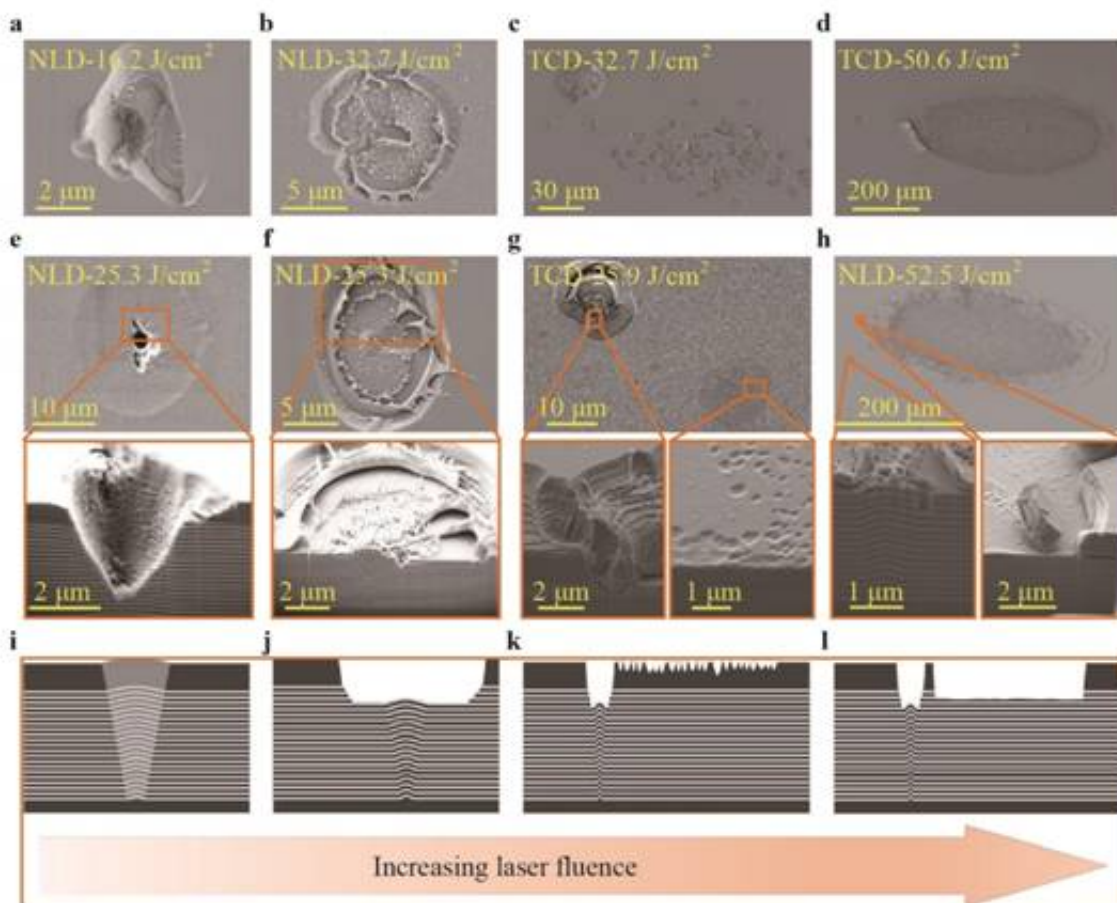 a
NLD-16.2 J/cm²
2 μm
b
NLD-32.7 J/cm²
5 μm
c
TCD-32.7 J/cm²
30 μm
d
TCD-50.6 J/cm²
200 μm
e
NLD-25.3 J/cm²
10 μm
2 μm
f
NLD-25.3 J/cm²
5 μm
2 μm
g
TCD-35.9 J/cm²
10 μm
2 μm
1 μm
h
NLD-52.5 J/cm²
200 μm
1 μm
2 μm
i
j
k
l
Increasing laser fluence